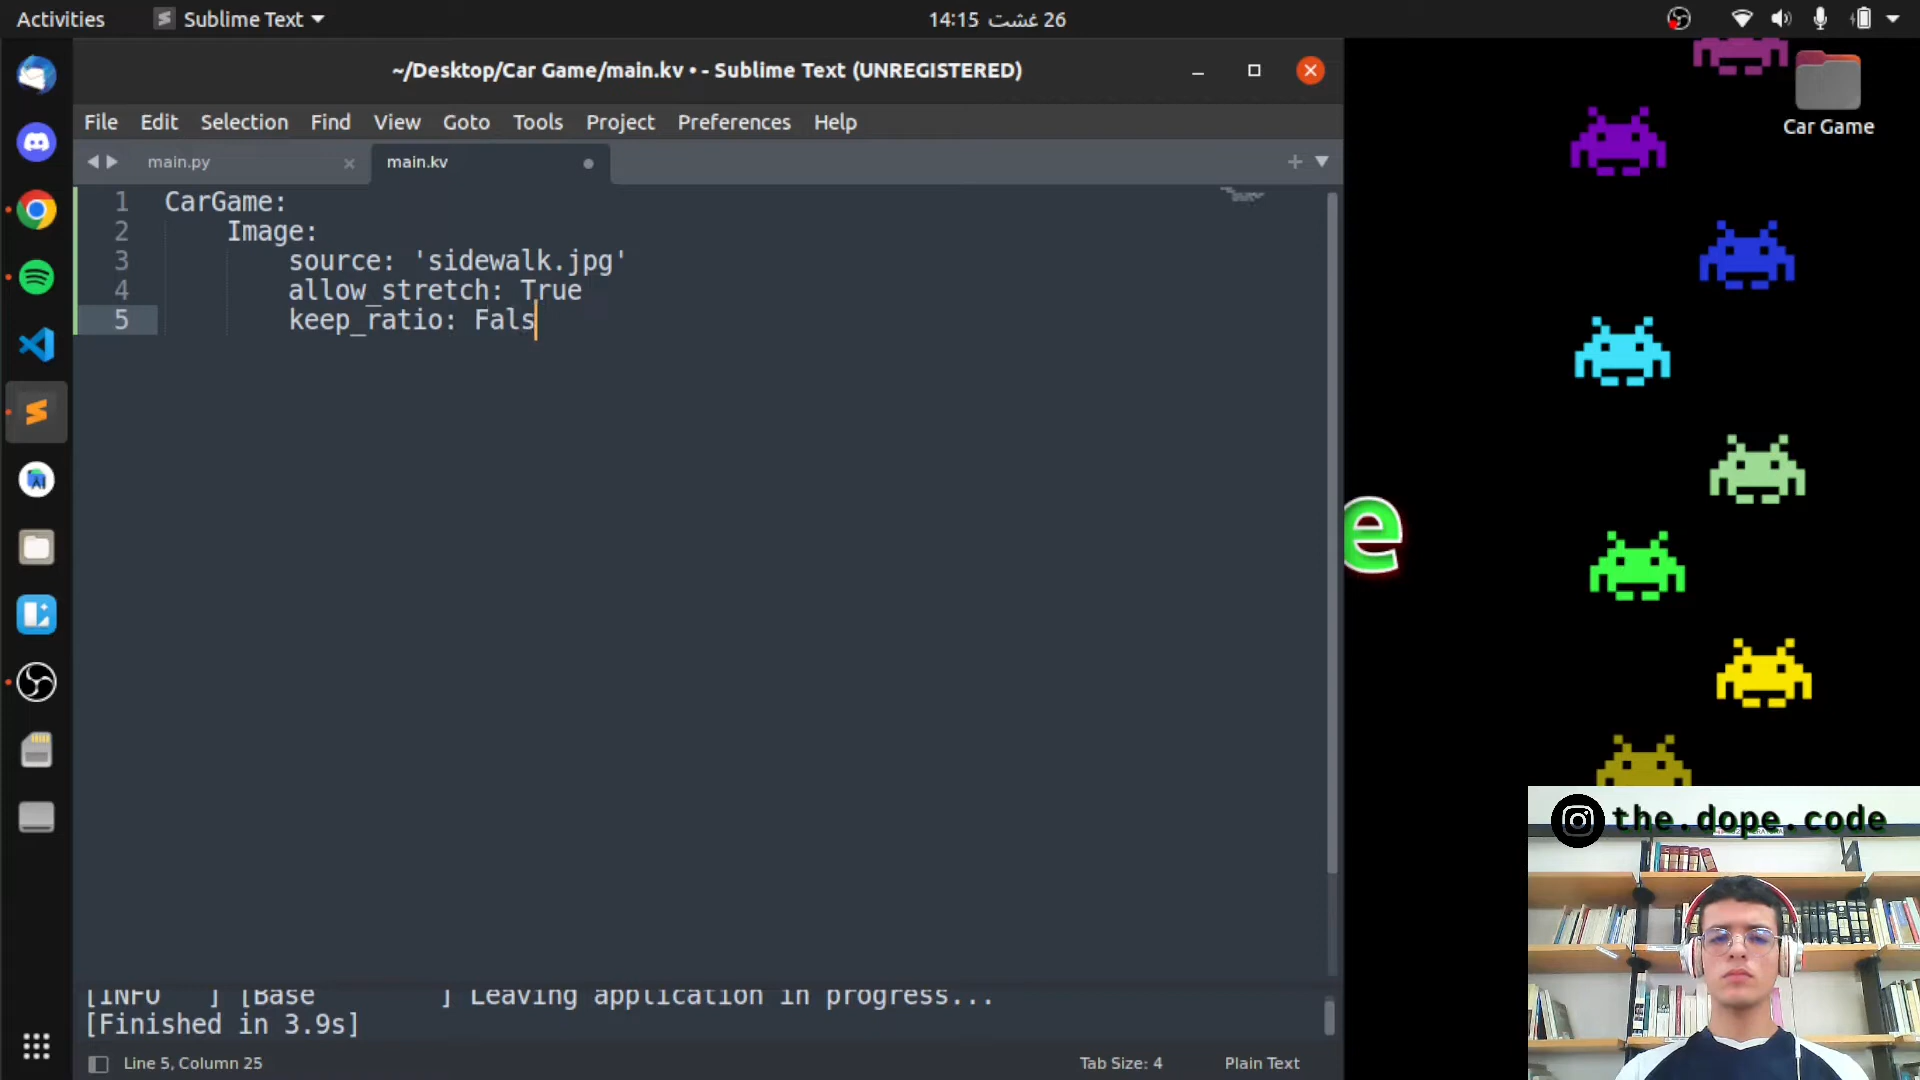 Activities
Sublime Text
26 غشت 14:15
~/Desktop/Car Game/main.kv • - Sublime Text (UNREGISTERED)
Car Game
File Edit Selection Find View Goto Tools Project Preferences Help
main.py
main.kv
1 CarGame:
2 Image:
3 source: 'sidewalk.jpg'
4 allow_stretch: True
5 keep_ratio: Fals
e
the.dope.code
[INFO ] [Base ] Leaving application in progress...
[Finished in 3.9s]
Line 5, Column 25
Tab Size: 4
Plain Text